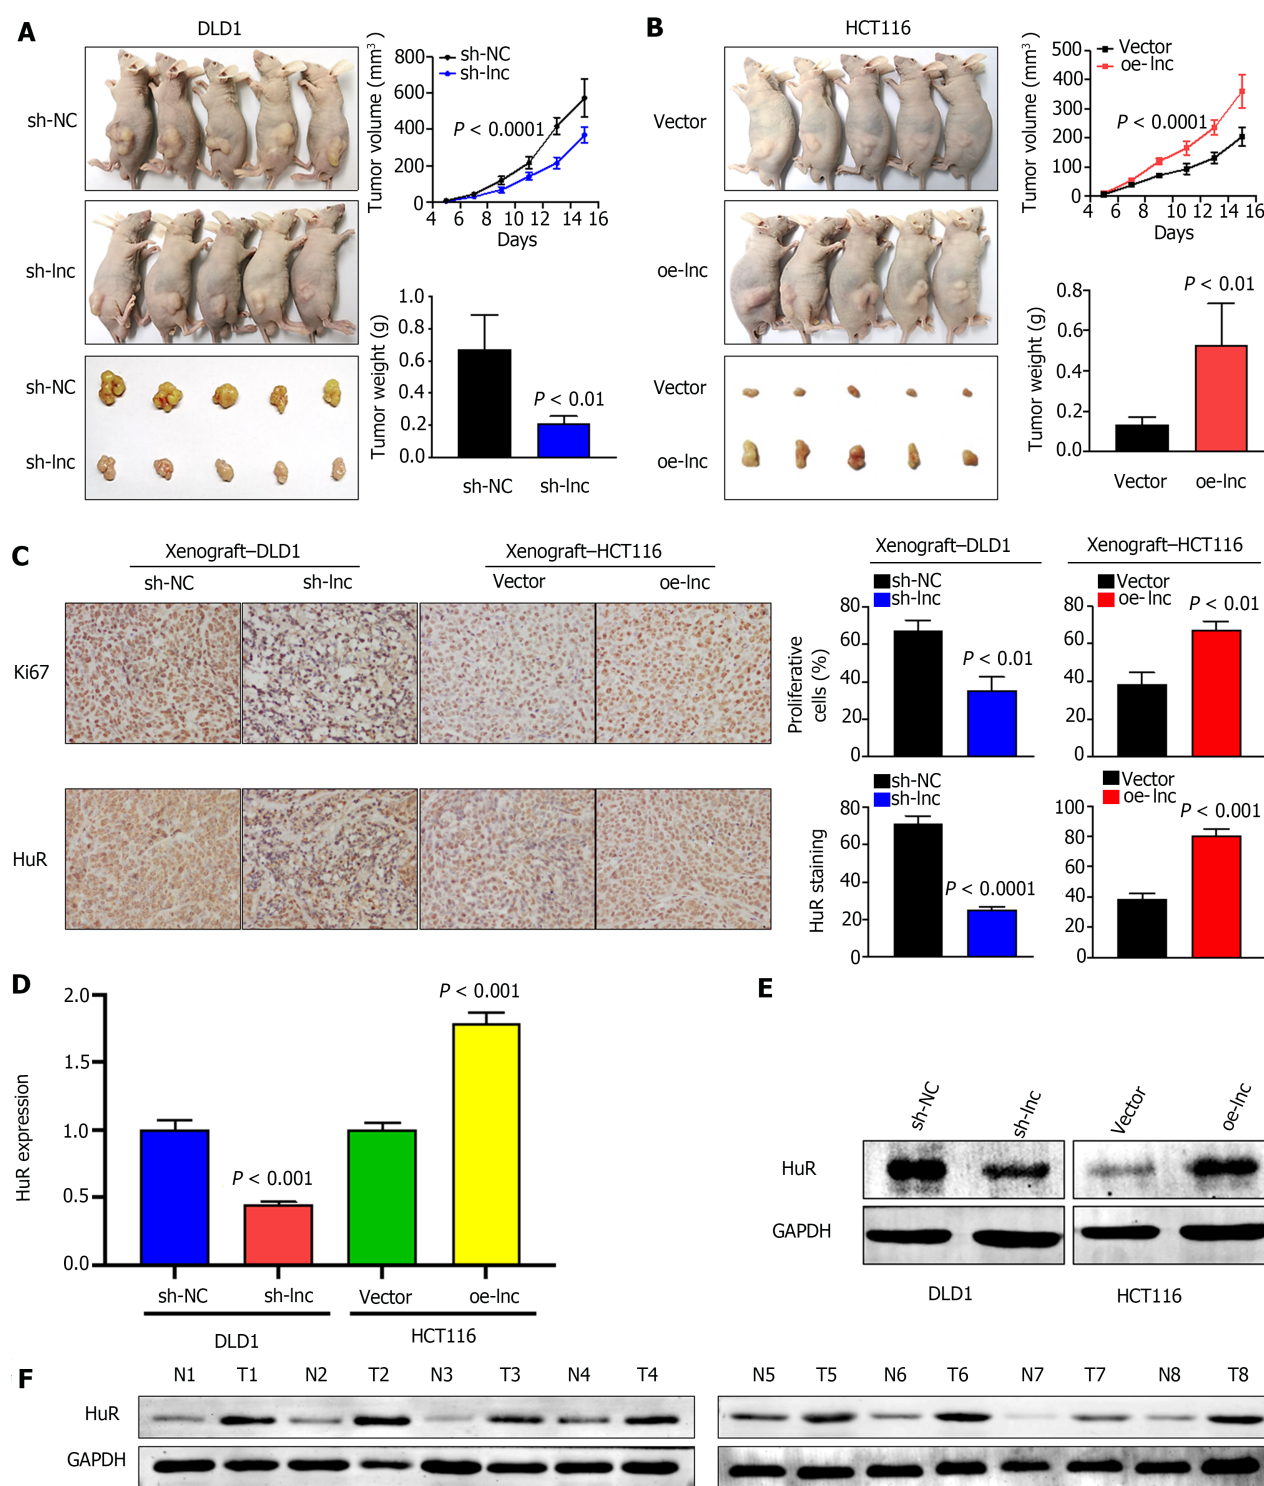 A
DLD1
sh-NC
sh-lnc
sh-NC
sh-lnc
Tumor volume (mm³)
800
600
400
200
0
sh-NC
sh-lnc
P < 0.0001
4 6 8 10 12 14 16
Days
Tumor weight (g)
1.0
0.8
0.6
0.4
0.2
0.0
P < 0.01
sh-NC sh-lnc
B
HCT116
Vector
oe-lnc
Vector
oe-lnc
Tumor volume (mm³)
500
400
300
200
100
0
Vector
oe-lnc
P < 0.0001
4 6 8 10 12 14 16
Days
Tumor weight (g)
0.8
0.6
0.4
0.2
0.0
P < 0.01
Vector oe-lnc
C
Xenograft–DLD1 Xenograft–HCT116
sh-NC sh-lnc Vector oe-lnc
Ki67
HuR
Xenograft–DLD1
sh-NC
sh-lnc
Proliferative cells (%)
80
60
40
20
0
P < 0.01
Xenograft–HCT116
Vector
oe-lnc
80
60
40
20
0
P < 0.01
sh-NC
sh-lnc
HuR staining
80
60
40
20
0
P < 0.0001
Vector
oe-lnc
100
80
60
40
20
0
P < 0.001
D
HuR expression
2.0
1.5
1.0
0.5
0.0
P < 0.001
P < 0.001
sh-NC sh-lnc Vector oe-lnc
DLD1 HCT116
E
sh-NC sh-lnc Vector oe-lnc
HuR
GAPDH
DLD1 HCT116
F
N1 T1 N2 T2 N3 T3 N4 T4 N5 T5 N6 T6 N7 T7 N8 T8
HuR
GAPDH